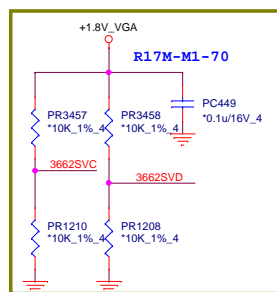 +1.8V_VGA
R17M-M1-70
PR3457
*10K_1%_4
PR3458
*10K_1%_4
PC449
*0.1u/16V_4
3662SVC
3662SVD
PR1210
*10K_1%_4
PR1208
*10K_1%_4